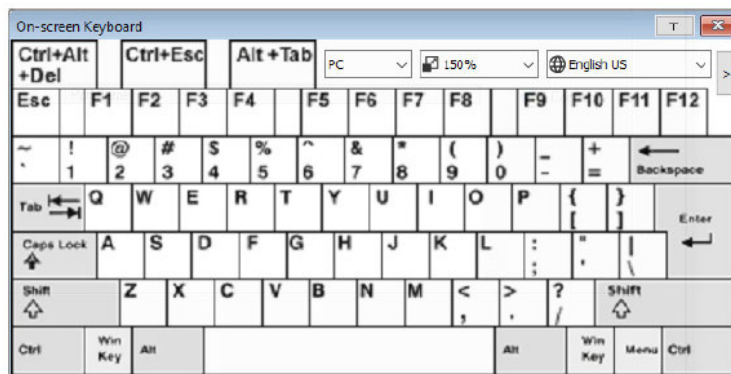 On-screen Keyboard T X
Ctrl+Alt +Del Ctrl+Esc Alt+Tab PC 150% English US >
Esc F1 F2 F3 F4 F5 F6 F7 F8 F9 F10 F11 F12
~ ! @ # $ % ^ & * ( ) _ +
` 1 2 3 4 5 6 7 8 9 0 - = Backspace
Tab Q W E R T Y U I O P { }
[ ] Enter
Caps Lock A S D F G H J K L : " |
; ' \
Shift Z X C V B N M < > ? Shift
, . /
Ctrl Win Key Alt Alt Win Key Menu Ctrl